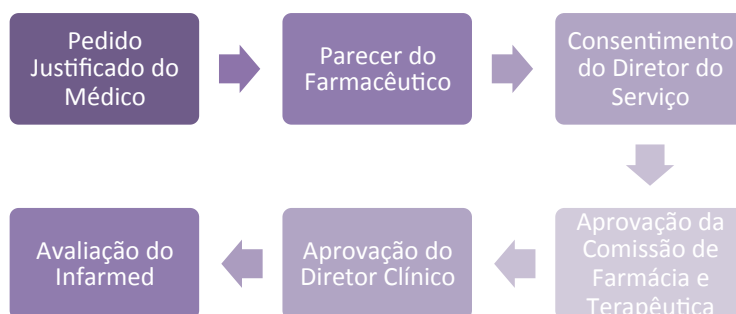 Pedido
Justificado do
Médico
Parecer do
Farmacêutico
Consentimento
do Diretor do
Serviço
Aprovação da
Comissão de
Farmácia e
Terapêutica
Aprovação do
Diretor Clínico
Avaliação do
Infarmed